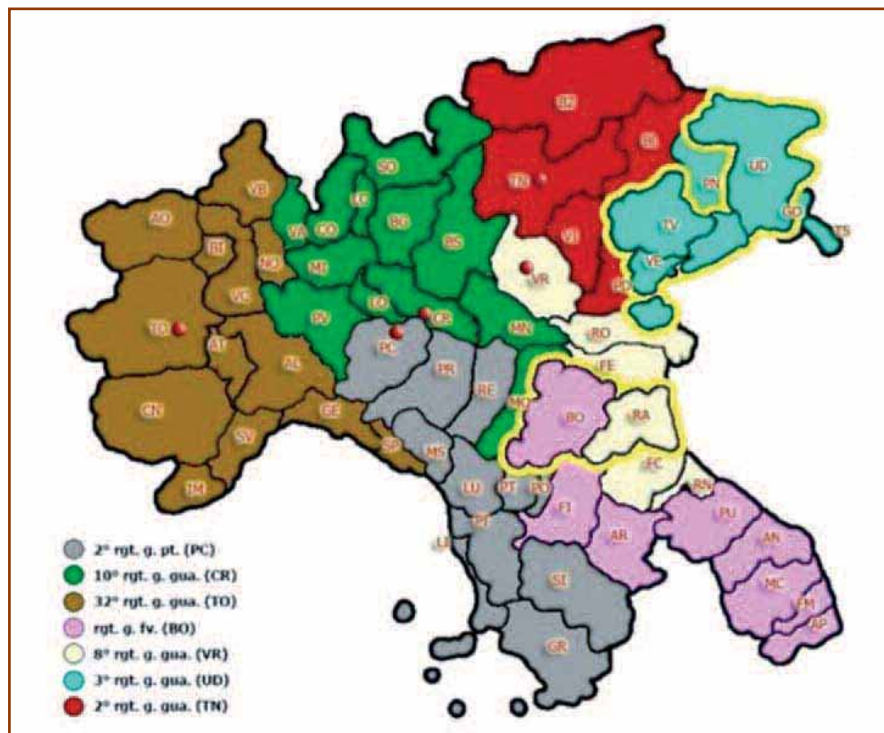 BZ
BL
UD
VB
SO
TN
PN
AO
LC
GO
VA
CO
BG
BS
VI
TV
TS
BI
NO
MI
VR
VE
VC
PD
TO
LO
CR
MN
RO
PV
PC
AT
AL
PR
RE
FE
MO
CN
GE
BO
RA
SV
SP
MS
FC
IM
LU
PT
PO
FI
RN
PI
PU
LI
AR
AN
SI
MC
FM
AP
GR
2° rgt. g. pt. (PC)
10° rgt. g. gua. (CR)
32° rgt. g. gua. (TO)
rgt. g. fv. (BO)
8° rgt. g. gua. (VR)
3° rgt. g. gua. (UD)
2° rgt. g. gua. (TN)